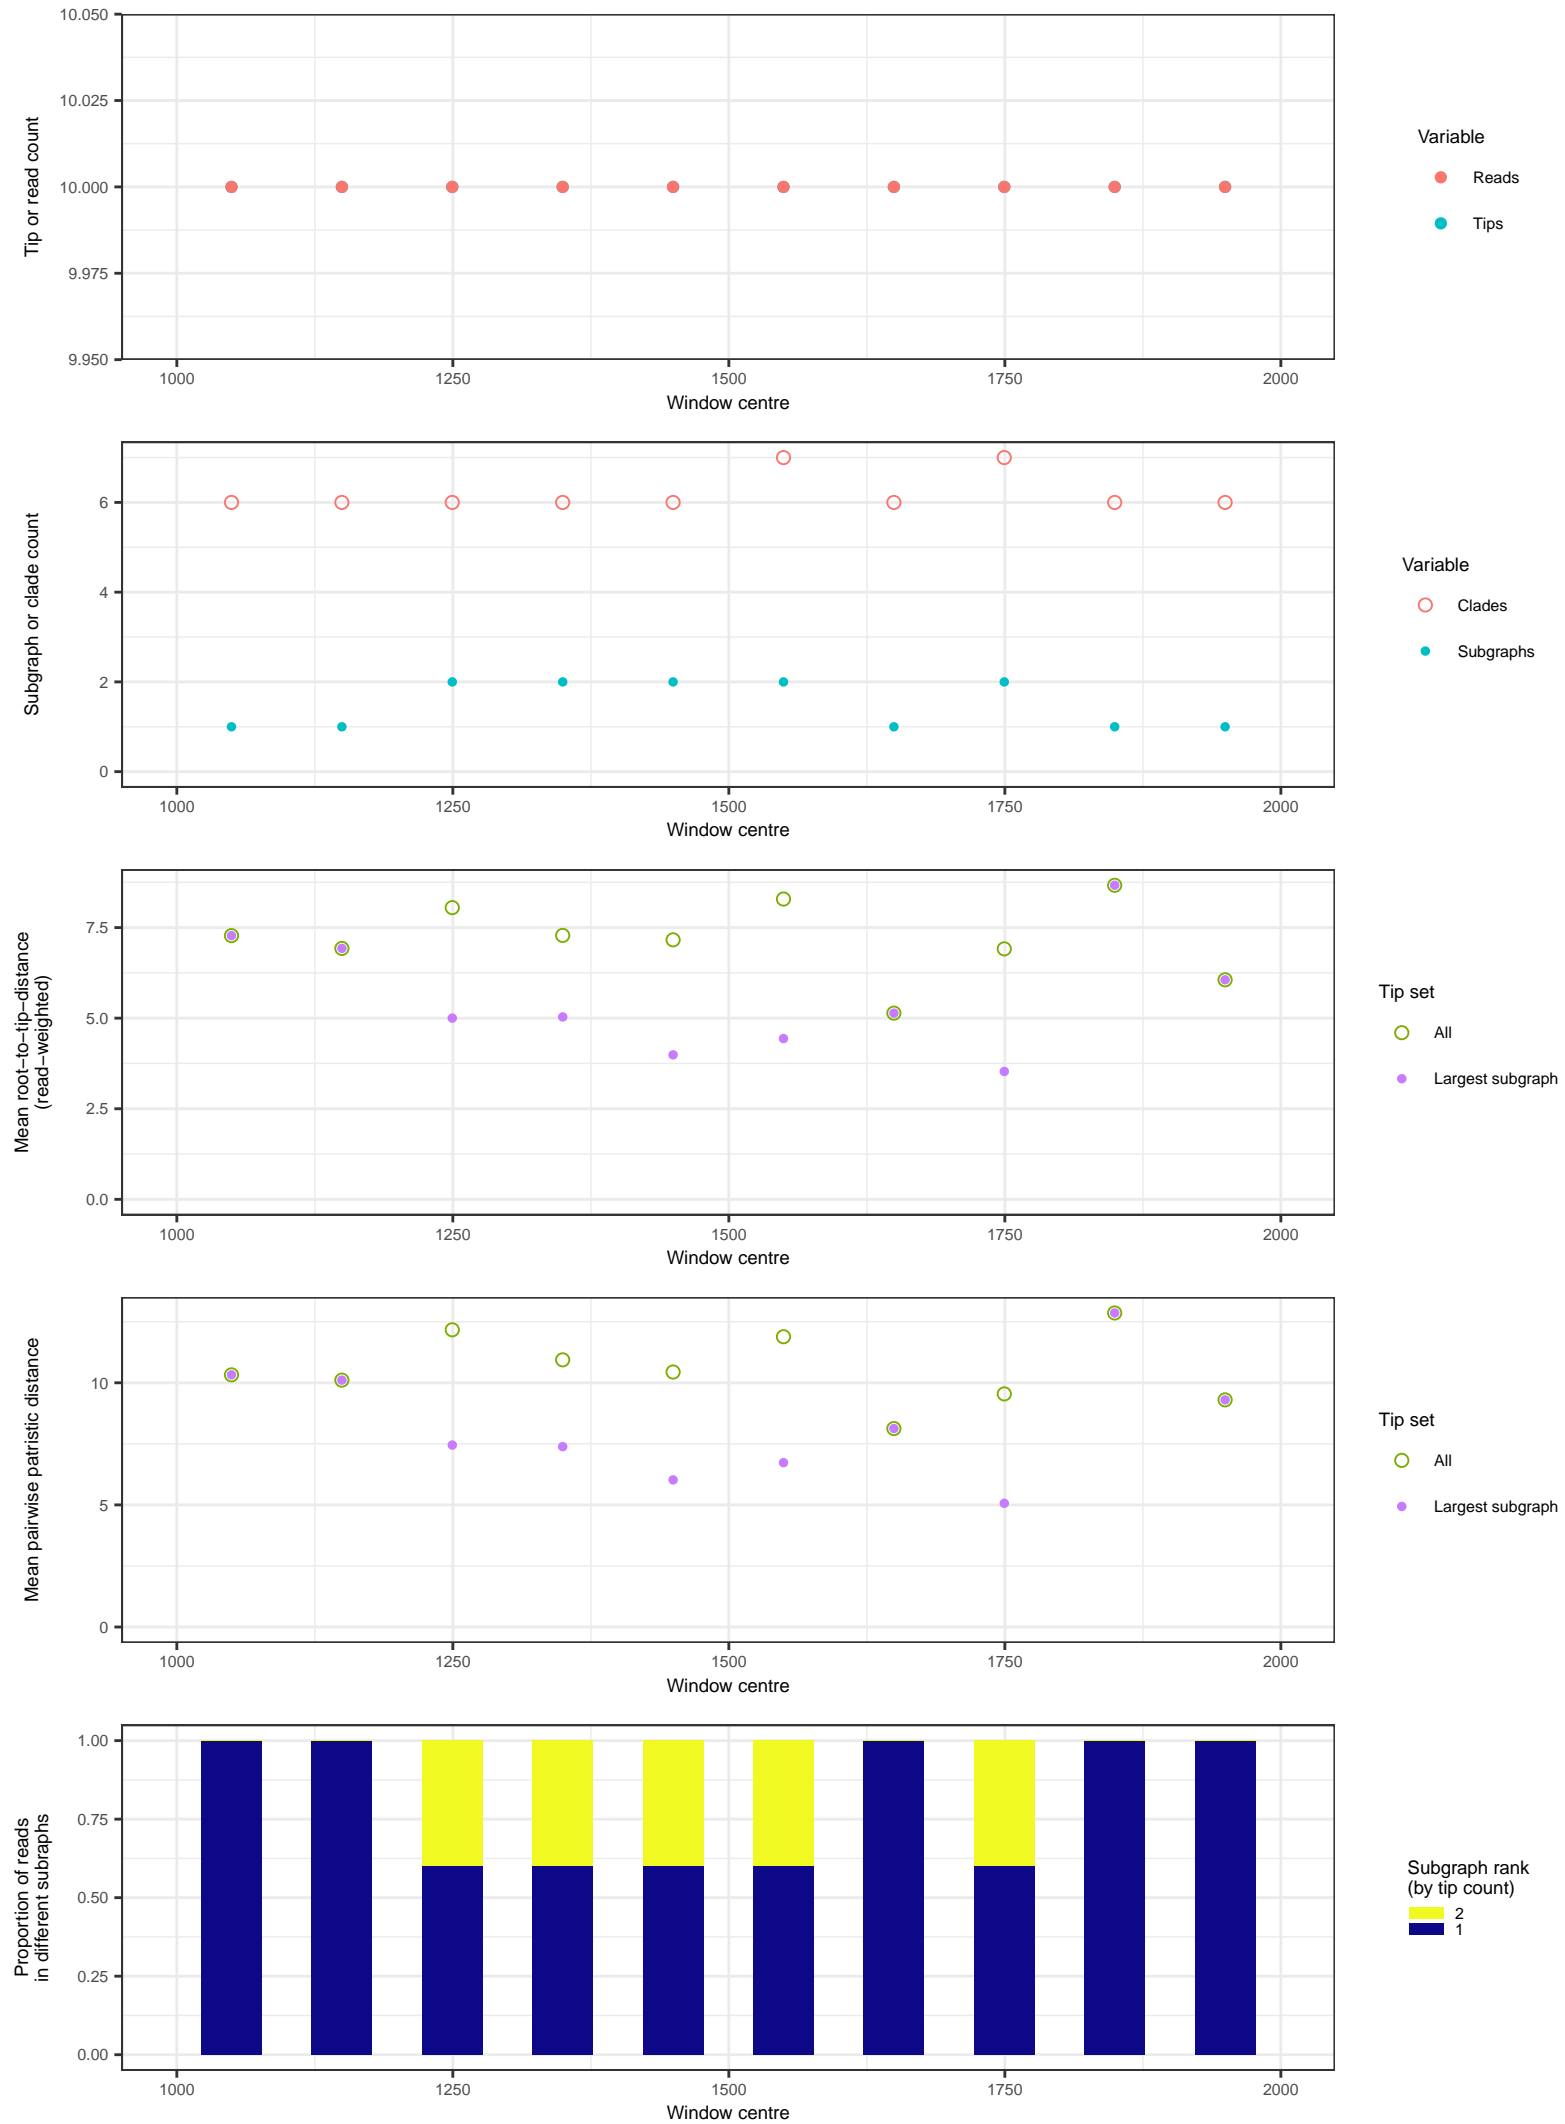 10.050
10.025
10.000
9.975
9.950
Tip or read count
1000 1250 1500 1750 2000
Window centre
Variable
Reads
Tips
6
4
2
0
Subgraph or clade count
1000 1250 1500 1750 2000
Window centre
Variable
Clades
Subgraphs
7.5
5.0
2.5
0.0
Mean root−to−tip−distance
(read−weighted)
1000 1250 1500 1750 2000
Window centre
Tip set
All
Largest subgraph
10
5
0
Mean pairwise patristic distance
1000 1250 1500 1750 2000
Window centre
Tip set
All
Largest subgraph
1.00
0.75
0.50
0.25
0.00
Proportion of reads
in different subraphs
1000 1250 1500 1750 2000
Window centre
Subgraph rank
(by tip count)
2
1